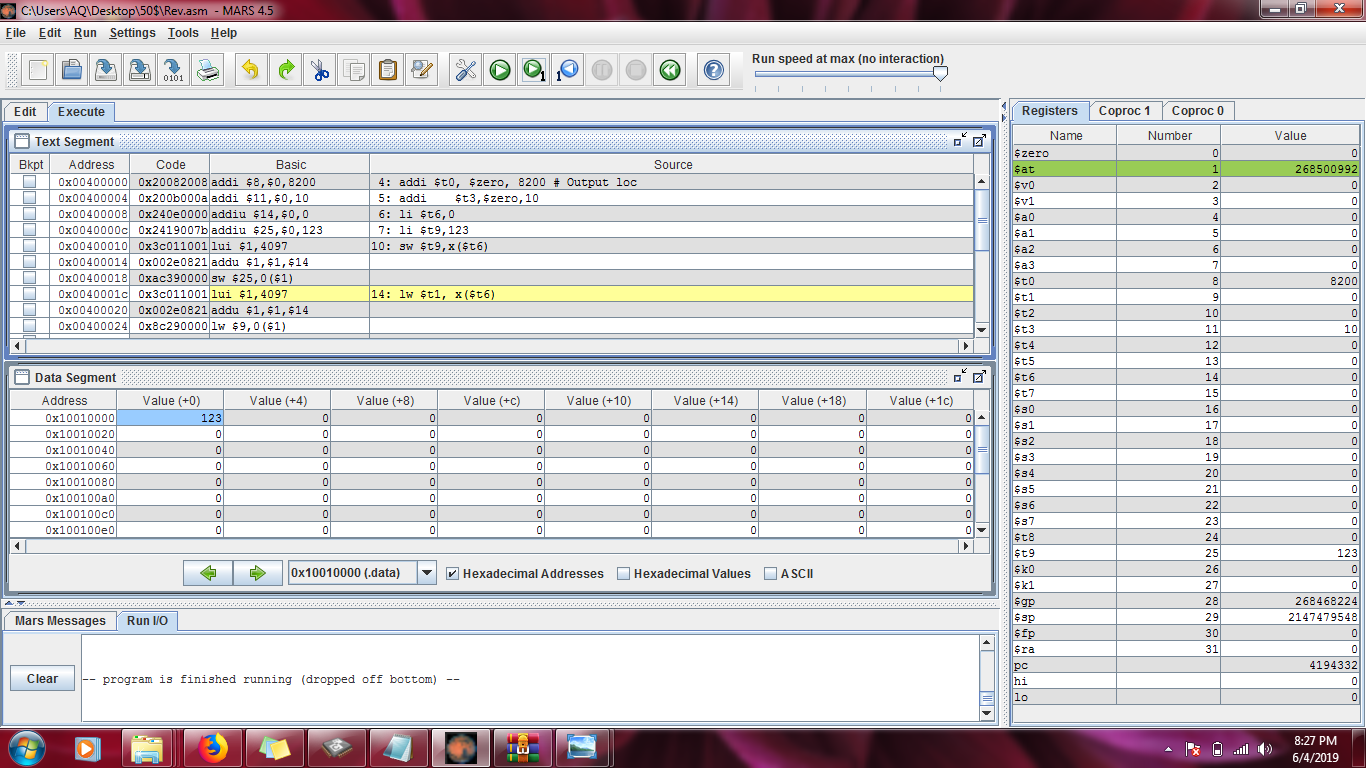 C:\Users\AQ\Desktop\50$\Rev.asm - MARS 4.5
File Edit Run Settings Tools Help
Run speed at max (no interaction)
Edit Execute
Text Segment
Bkpt Address Code Basic Source
0x00400000 0x20082008 addi $8,$0,8200 4: addi $t0, $zero, 8200 # Output loc
0x00400004 0x200b000a addi $11,$0,10 5: addi $t3,$zero,10
0x00400008 0x240e0000 addiu $14,$0,0 6: li $t6,0
0x0040000c 0x2419007b addiu $25,$0,123 7: li $t9,123
0x00400010 0x3c011001 lui $1,4097 10: sw $t9,x($t6)
0x00400014 0x002e0821 addu $1,$1,$14
0x00400018 0xac390000 sw $25,0($1)
0x0040001c 0x3c011001 lui $1,4097 14: lw $t1, x($t6)
0x00400020 0x002e0821 addu $1,$1,$14
0x00400024 0x8c290000 lw $9,0($1)
Data Segment
Address Value (+0) Value (+4) Value (+8) Value (+c) Value (+10) Value (+14) Value (+18) Value (+1c)
0x10010000 123 0 0 0 0 0 0 0
0x10010020 0 0 0 0 0 0 0 0
0x10010040 0 0 0 0 0 0 0 0
0x10010060 0 0 0 0 0 0 0 0
0x10010080 0 0 0 0 0 0 0 0
0x100100a0 0 0 0 0 0 0 0 0
0x100100c0 0 0 0 0 0 0 0 0
0x100100e0 0 0 0 0 0 0 0 0
0x10010000 (.data) Hexadecimal Addresses Hexadecimal Values ASCII
Mars Messages Run I/O
Clear
-- program is finished running (dropped off bottom) --
Registers Coproc 1 Coproc 0
Name Number Value
$zero 0 0
$at 1 268500992
$v0 2 0
$v1 3 0
$a0 4 0
$a1 5 0
$a2 6 0
$a3 7 0
$t0 8 8200
$t1 9 0
$t2 10 0
$t3 11 10
$t4 12 0
$t5 13 0
$t6 14 0
$t7 15 0
$s0 16 0
$s1 17 0
$s2 18 0
$s3 19 0
$s4 20 0
$s5 21 0
$s6 22 0
$s7 23 0
$t8 24 0
$t9 25 123
$k0 26 0
$k1 27 0
$gp 28 268468224
$sp 29 2147479548
$fp 30 0
$ra 31 0
pc 4194332
hi 0
lo 0
8:27 PM
6/4/2019